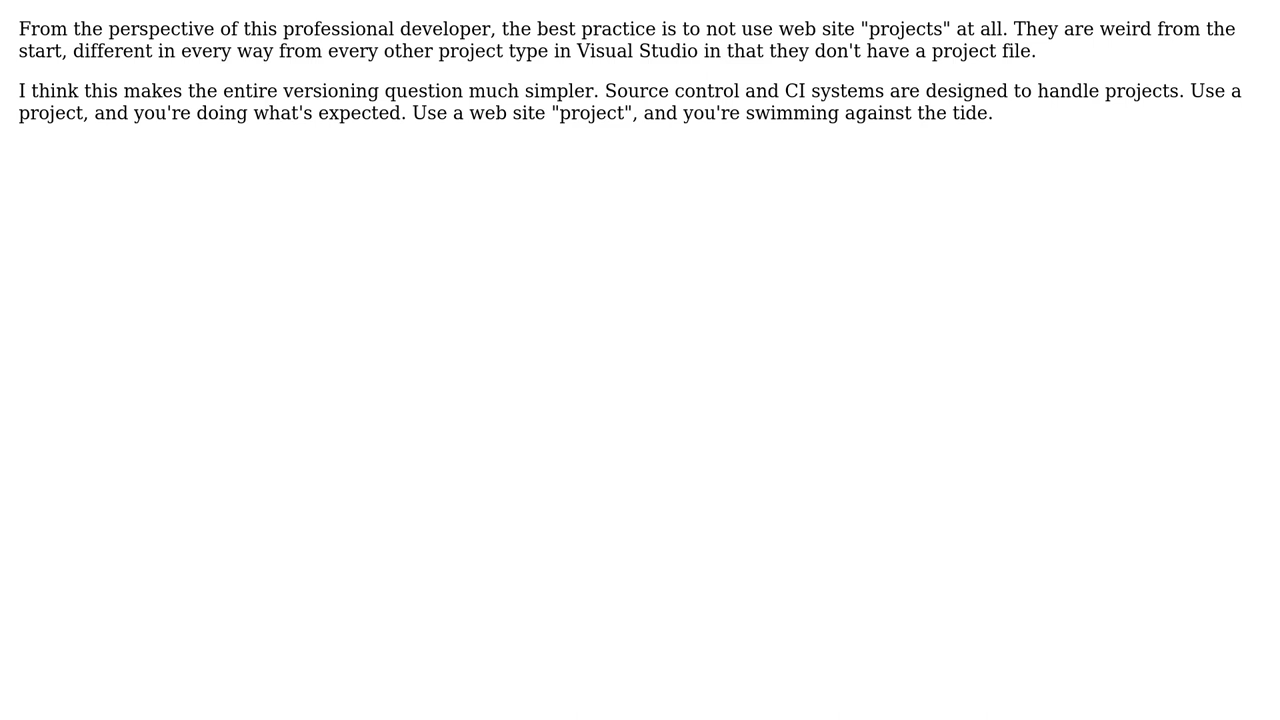 From the perspective of this professional developer, the best practice is to not use web site "projects" at all. They are weird from the
start, different in every way from every other project type in Visual Studio in that they don't have a project file.
I think this makes the entire versioning question much simpler. Source control and CI systems are designed to handle projects. Use a
project, and you're doing what's expected. Use a web site "project", and you're swimming against the tide.